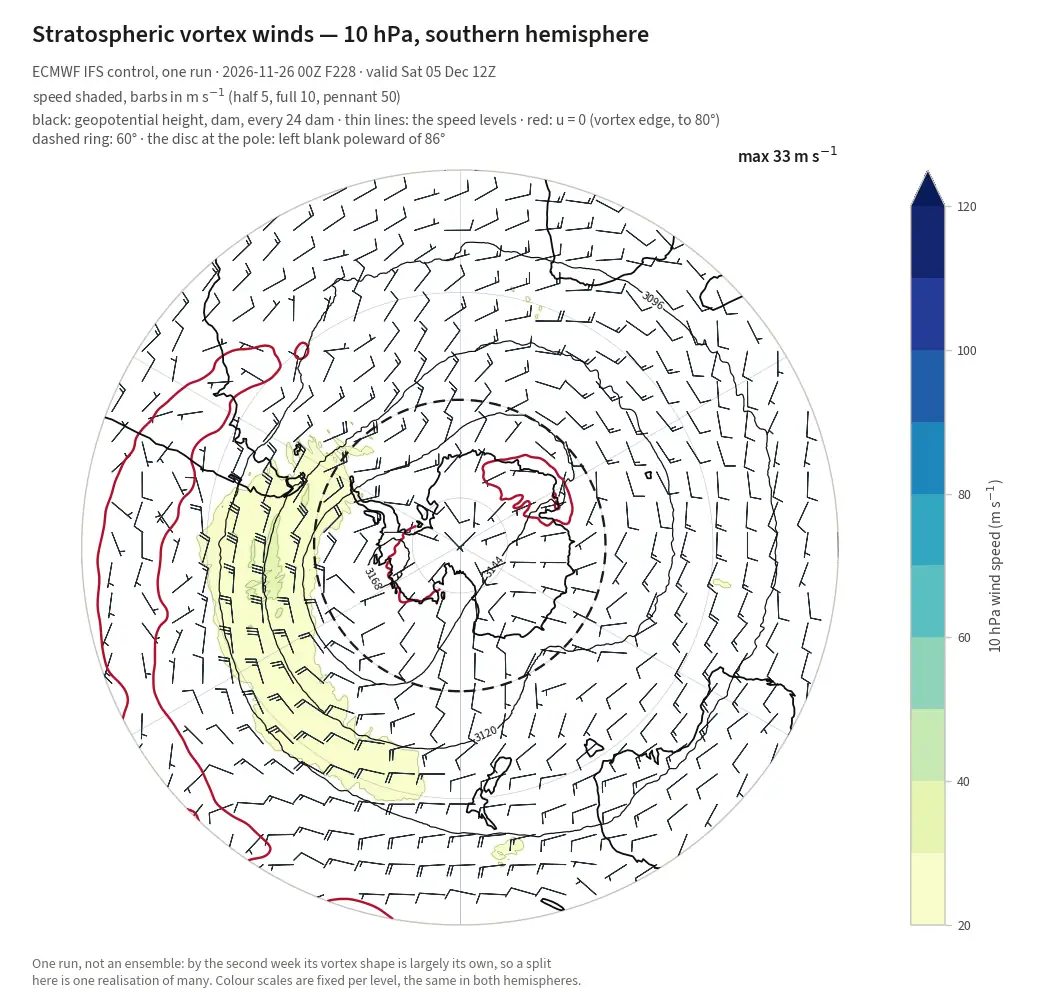 Stratospheric vortex winds — 10 hPa, southern hemisphere
ECMWF IFS control, one run · 2026-11-26 00Z F228 · valid Sat 05 Dec 12Z
speed shaded, barbs in m s⁻¹ (half 5, full 10, pennant 50)
black: geopotential height, dam, every 24 dam · thin lines: the speed levels · red: u = 0 (vortex edge, to 80°)
dashed ring: 60° · the disc at the pole: left blank poleward of 86°
max 33 m s⁻¹
120
100
80
60
40
20
10 hPa wind speed (m s⁻¹)
3096
3144
3168
3120
One run, not an ensemble: by the second week its vortex shape is largely its own, so a split
here is one realisation of many. Colour scales are fixed per level, the same in both hemispheres.